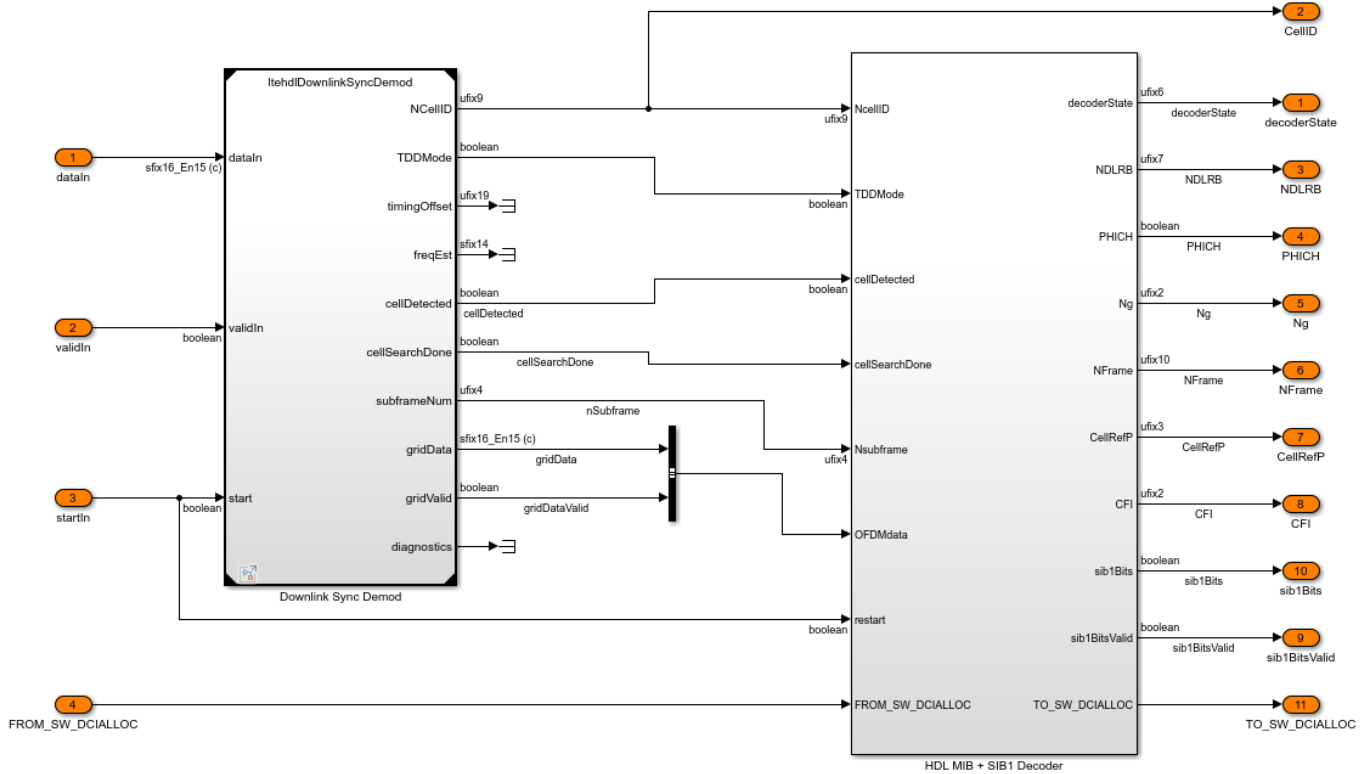 2
CellID
ltehdlDownlinkSyncDemod
NCellID
ufix9
NcellID
ufix9
decoderState
ufix6
decoderState
1
decoderState
1
dataIn
sfix16_En15 (c)
dataIn
TDDMode
boolean
TDDMode
boolean
NDLRB
ufix7
NDLRB
3
NDLRB
timingOffset
ufix19
PHICH
boolean
PHICH
4
PHICH
freqEst
sfix14
cellDetected
boolean
cellDetected
cellDetected
boolean
Ng
ufix2
Ng
5
Ng
2
validIn
boolean
validIn
cellSearchDone
boolean
cellSearchDone
cellSearchDone
NFrame
ufix10
NFrame
6
NFrame
subframeNum
ufix4
nSubframe
Nsubframe
ufix4
CellRefP
ufix3
CellRefP
7
CellRefP
gridData
sfix16_En15 (c)
gridData
3
startIn
boolean
start
gridValid
boolean
gridDataValid
CFI
ufix2
CFI
8
CFI
OFDMdata
diagnostics
sib1Bits
boolean
sib1Bits
10
sib1Bits
Downlink Sync Demod
restart
boolean
sib1BitsValid
boolean
sib1BitsValid
9
sib1BitsValid
4
FROM_SW_DCIALLOC
FROM_SW_DCIALLOC
TO_SW_DCIALLOC
11
TO_SW_DCIALLOC
HDL MIB + SIB1 Decoder